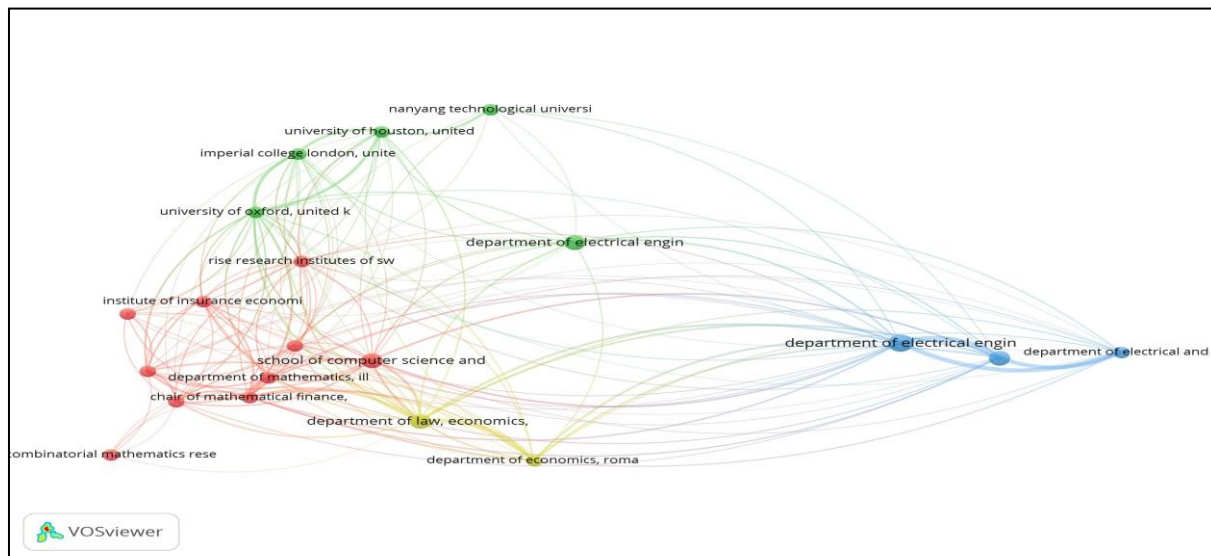 nanyang technological universi
university of houston, united
imperial college london, unite
university of oxford, united k
department of electrical engin
rise research institutes of sw
institute of insurance economi
department of electrical engin
department of electrical and
school of computer science and
department of mathematics, ill
chair of mathematical finance,
department of law, economics,
combinatorial mathematics rese
department of economics, roma
VOSviewer